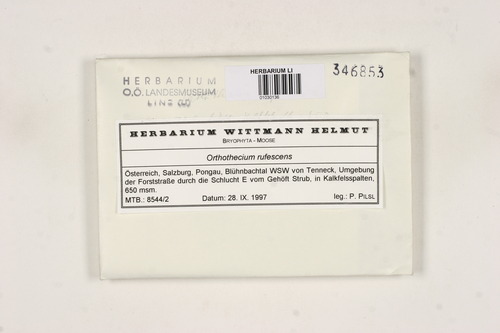 HERBARIUM
O.Ö. LANDESMUSEUM
LINZ
HERBARIUM LI
01030136
346853
HERBARIUM WITTMANN HELMUT
BRYOPHYTA - MOOSE
Orthothecium rufescens
Österreich, Salzburg, Pongau, Blühnbachtal WSW von Tenneck, Umgebung
der Forststraße durch die Schlucht E vom Gehöft Strub, in Kalkfelsspalten,
650 msm.
MTB.: 8544/2 Datum: 28. IX. 1997 leg.: P. PILSL